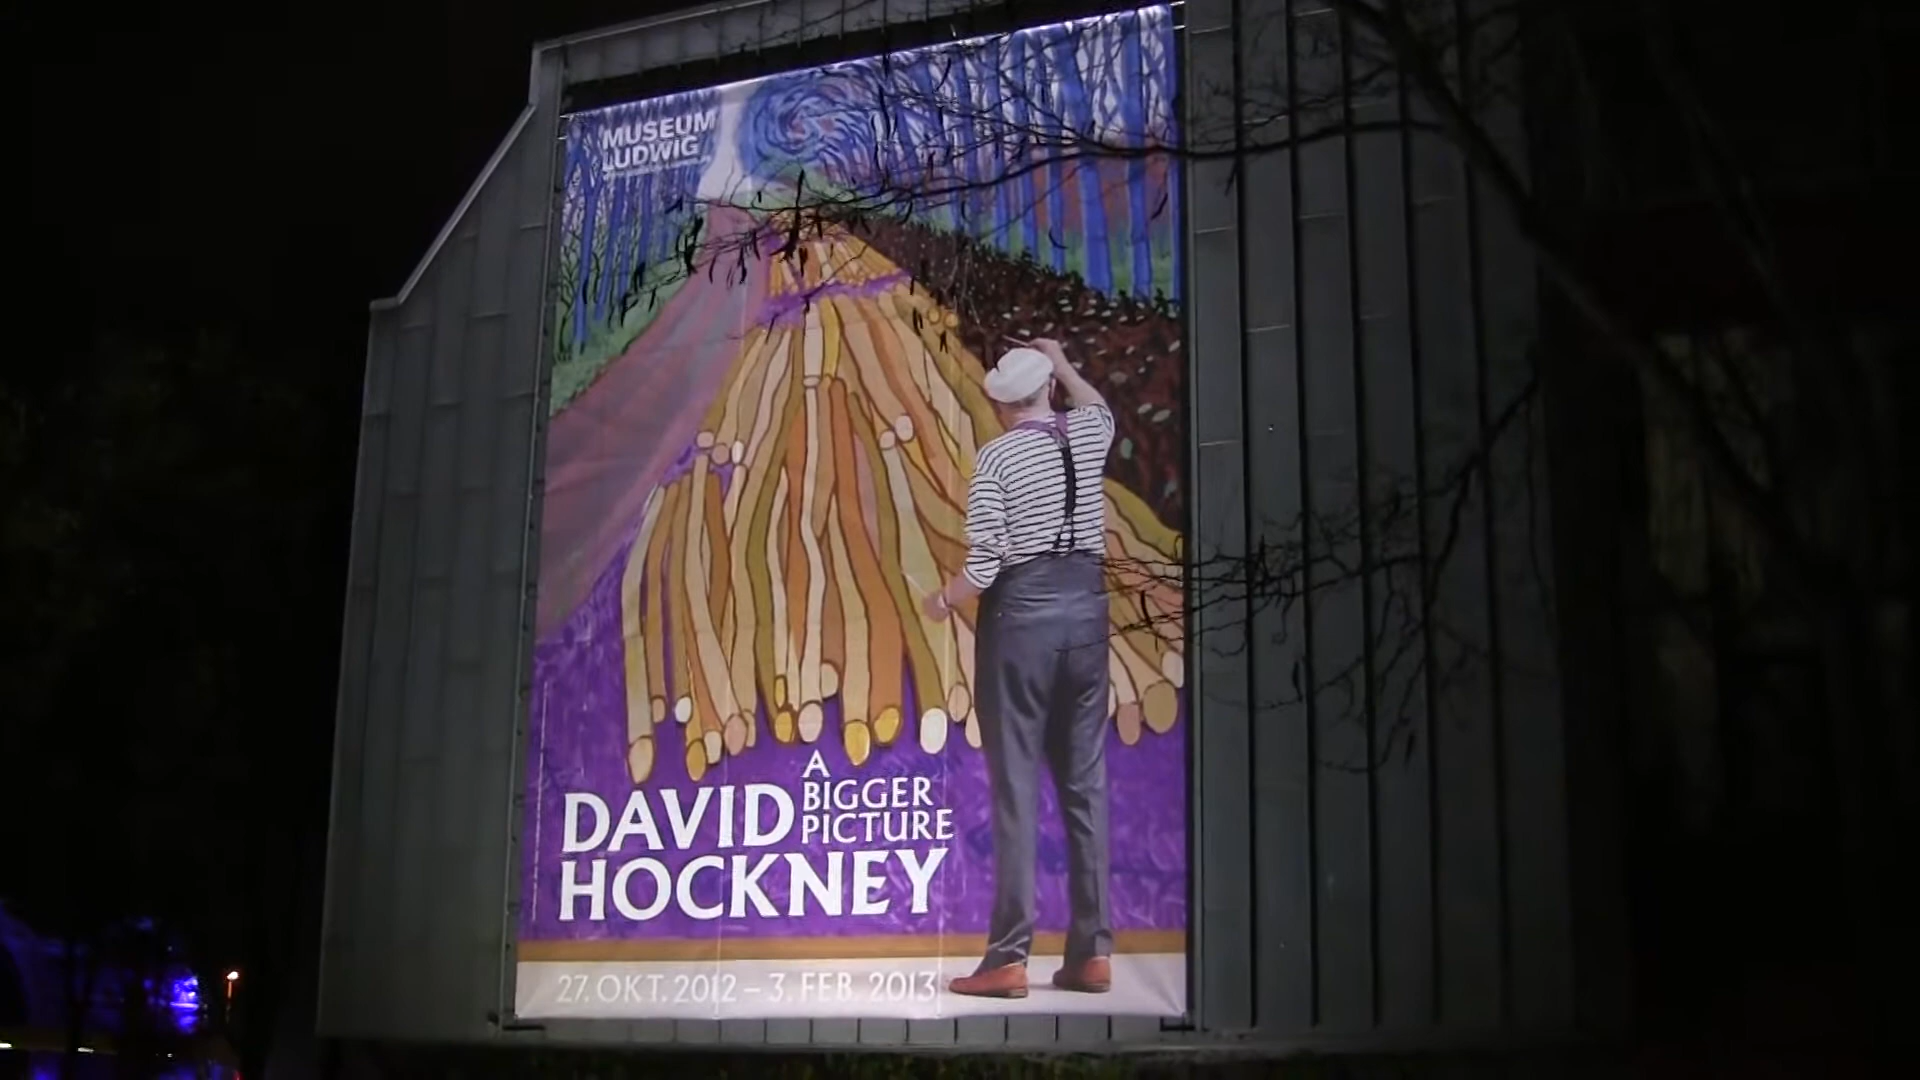 MUSEUM
LUDWIG
DAVID
HOCKNEY
A
BIGGER
PICTURE
27. OKT. 2012 – 3. FEB. 2013